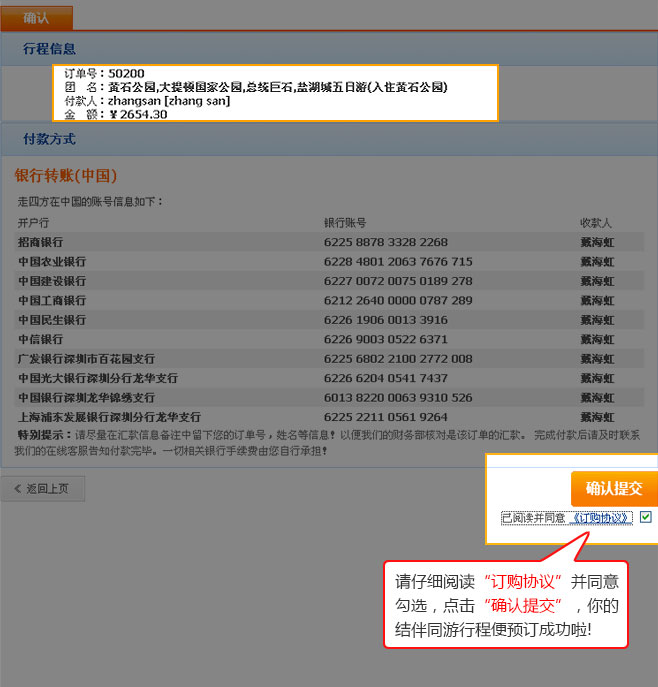 确认
行程信息
订单号：50200
团　名：黄石公园,大提顿国家公园,总统巨石,盐湖城五日游(入住黄石公园)
付款人：zhangsan [zhang san]
金　额：￥2654.30
付款方式
银行转账(中国)
走四方在中国的账号信息如下：
开户行 银行账号 收款人
招商银行 6225 8878 3328 2268 戴海虹
中国农业银行 6228 4801 2063 7676 715 戴海虹
中国建设银行 6227 0072 0075 0189 278 戴海虹
中国工商银行 6212 2640 0000 0787 289 戴海虹
中国民生银行 6226 1906 0013 3916 戴海虹
中信银行 6226 9003 0522 6371 戴海虹
广发银行深圳市百花园支行 6225 6802 2100 2772 008 戴海虹
中国光大银行深圳分行龙华支行 6226 6204 0541 7437 戴海虹
中国银行深圳龙华锦绣支行 6013 8220 0063 9310 526 戴海虹
上海浦东发展银行深圳分行龙华支行 6225 2211 0561 9264 戴海虹
特别提示：请尽量在汇款信息备注中留下您的订单号，姓名等信息！以便我们的财务部核对是该订单的汇款。 完成付款后请及时联系
我们的在线客服告知付款完毕。一切相关银行手续费由您自行承担！
< 返回上页
确认提交
已阅读并同意 《订购协议》
请仔细阅读“订购协议”并同意
勾选，点击“确认提交”，你的
结伴同游行程便预订成功啦!